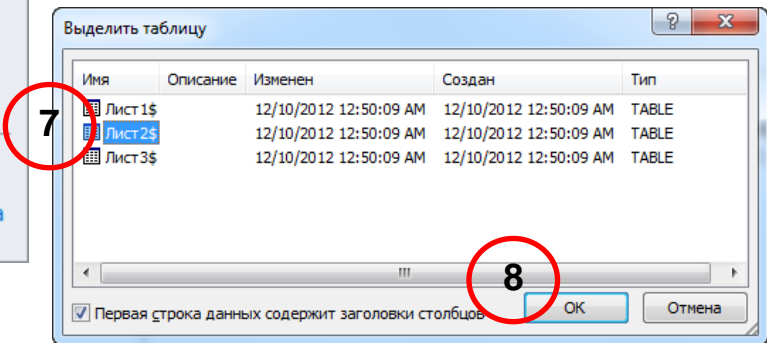 Выделить таблицу
Имя Описание Изменен Создан Тип
7 Лист1$ 12/10/2012 12:50:09 AM 12/10/2012 12:50:09 AM TABLE
Лист2$ 12/10/2012 12:50:09 AM 12/10/2012 12:50:09 AM TABLE
Лист3$ 12/10/2012 12:50:09 AM 12/10/2012 12:50:09 AM TABLE
8
Первая строка данных содержит заголовки столбцов OK Отмена